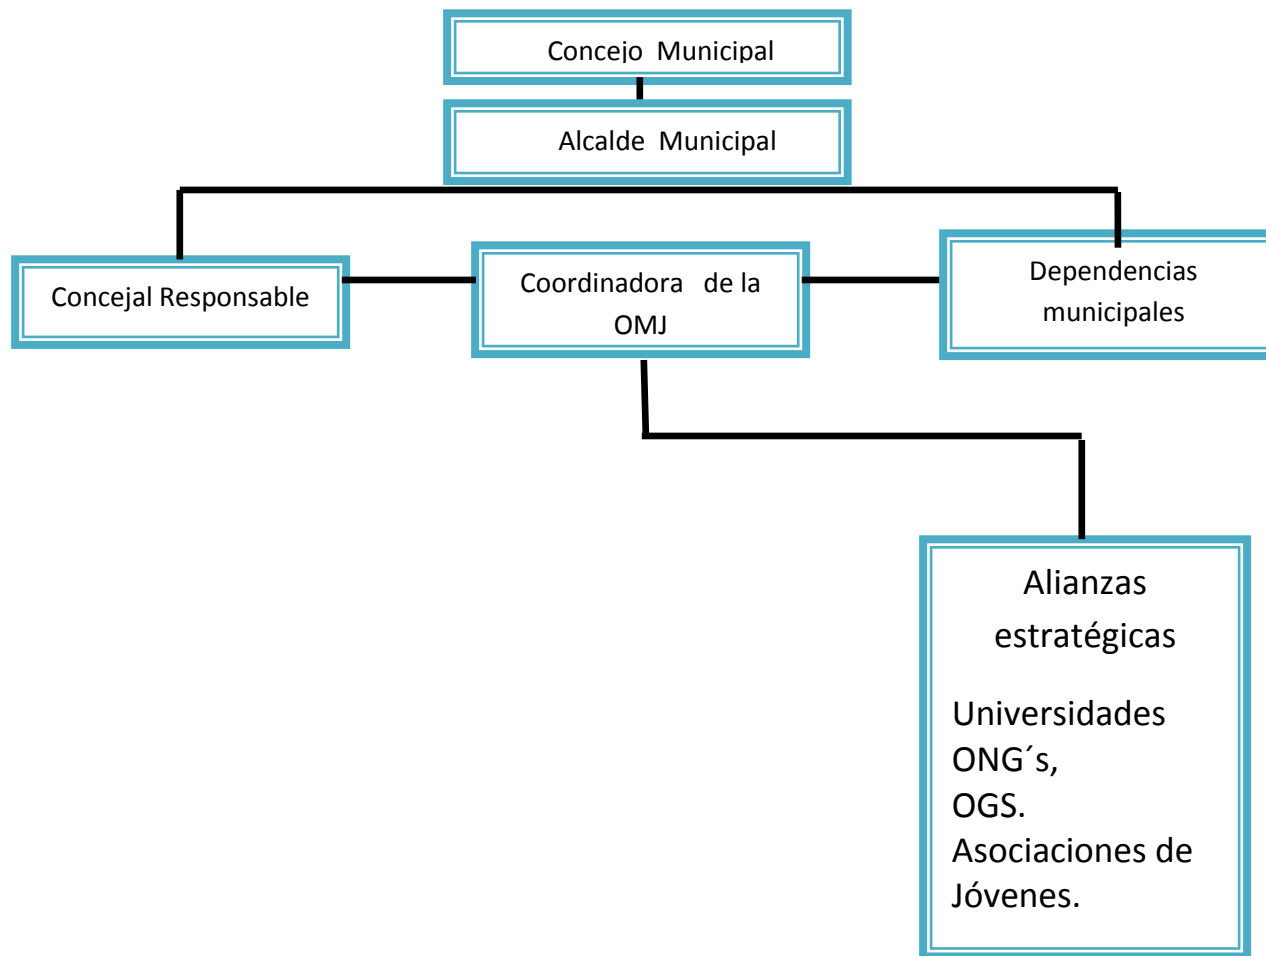 Concejo Municipal
Alcalde Municipal
Concejal Responsable
Coordinadora de la
OMJ
Dependencias
municipales
Alianzas
estratégicas
Universidades
ONG´s,
OGS.
Asociaciones de
Jóvenes.